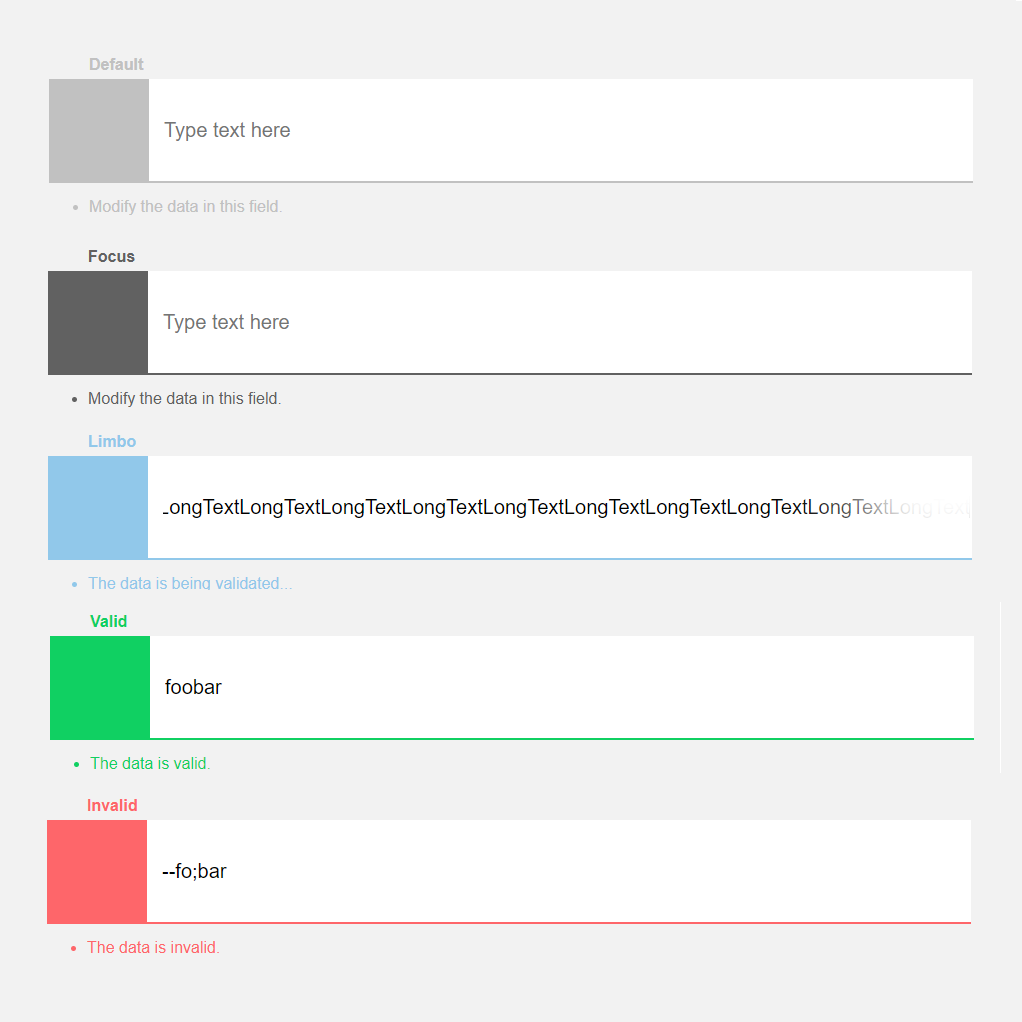 Default
Type text here
Modify the data in this field.
Focus
Type text here
Modify the data in this field.
Limbo
LongTextLongTextLongTextLongTextLongTextLongTextLongTextLongTextLongTextLongText
The data is being validated...
Valid
foobar
The data is valid.
Invalid
--fo;bar
The data is invalid.